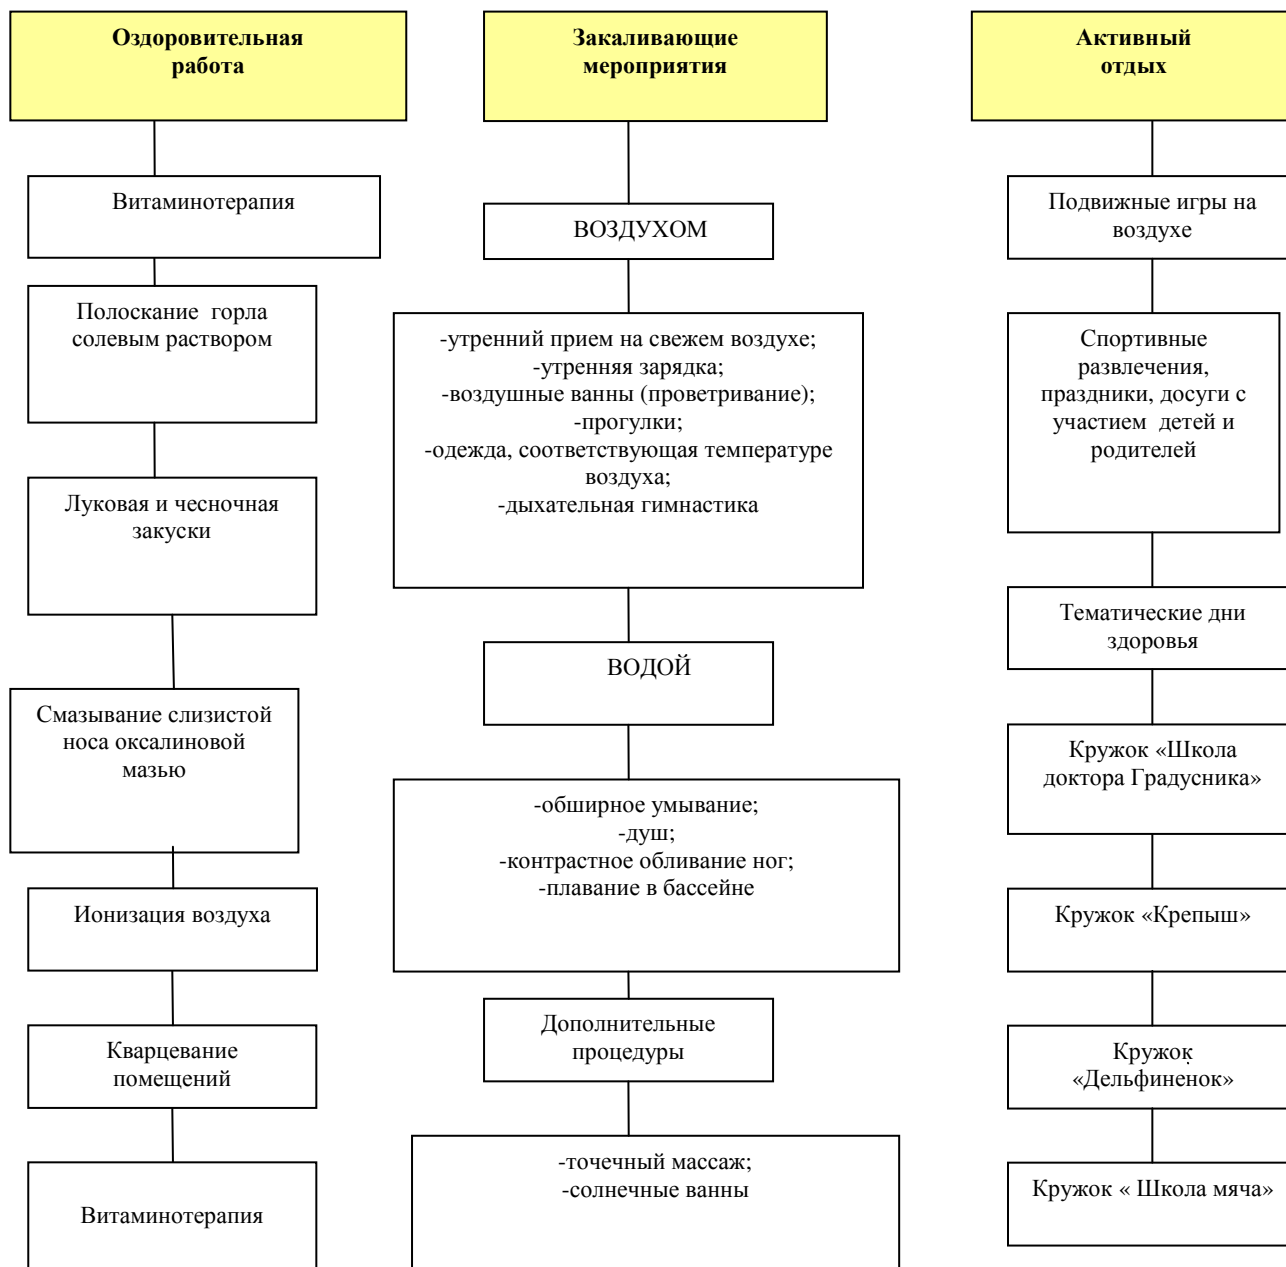 Оздоровительная
работа
Витаминотерапия
Полоскание горла
солевым раствором
Луковая и чесночная
закуски
Смазывание слизистой
носа оксалиновой
мазью
Ионизация воздуха
Кварцевание
помещений
Витаминотерапия
Закаливающие
мероприятия
ВОЗДУХОМ
-утренний прием на свежем воздухе;
-утренняя зарядка;
-воздушные ванны (проветривание);
-прогулки;
-одежда, соответствующая температуре
воздуха;
-дыхательная гимнастика
ВОДОЙ
-обширное умывание;
-душ;
-контрастное обливание ног;
-плавание в бассейне
Дополнительные
процедуры
-точечный массаж;
-солнечные ванны
Активный
отдых
Подвижные игры на
воздухе
Спортивные
развлечения,
праздники, досуги с
участием детей и
родителей
Тематические дни
здоровья
Кружок «Школа
доктора Градусника»
Кружок «Крепыш»
Кружок
«Дельфиненок»
Кружок « Школа мяча»